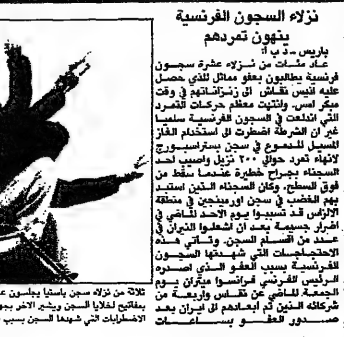 نزلاء السجون الفرنسية
ينهون تمردهم
باريس - د ب أ:
عاد مئات من نزلاء عشرة سجون
فرنسية يطالبون بعفو مماثل للذي حصل
عليه انيس نقاش الى زنزاناتهم في وقت
مبكر امس. وانتهت معظم حركات التمرد
التي اندلعت في السجون الفرنسية سلميا
غير ان الشرطة اضطرت الى استخدام الغاز
المسيل للدموع في سجن بستراسبورج
لانهاء تمرد حوالي ٢٠٠ نزيل واصيب احد
السجناء بجراح خطيرة عندما سقط من
فوق السطح. وكان السجناء الذين استبد
بهم الغضب في سجن اورمينجين في منطقة
الالزاس قد تسببوا يوم الاحد الماضي في
اضرار جسيمة بعد ان اشعلوا النيران في
عدد من اقسام السجن. وتأتي هذه
الاحتجاجات التي شهدتها السجون
الفرنسية بسبب العفو الذي اصدره
الرئيس الفرنسي فرانسوا ميتران يوم
الجمعة الماضي عن نقاش واربعة من
شركائه الذين تم ابعادهم الى ايران بعد
صدور العفو بساعات
ثلاثة من نزلاء سجن باستيا يجلسون
بمفاتيح لخلايا السجن ويشير الاخر
الاضطرابات التي شهدها السجن بسبب